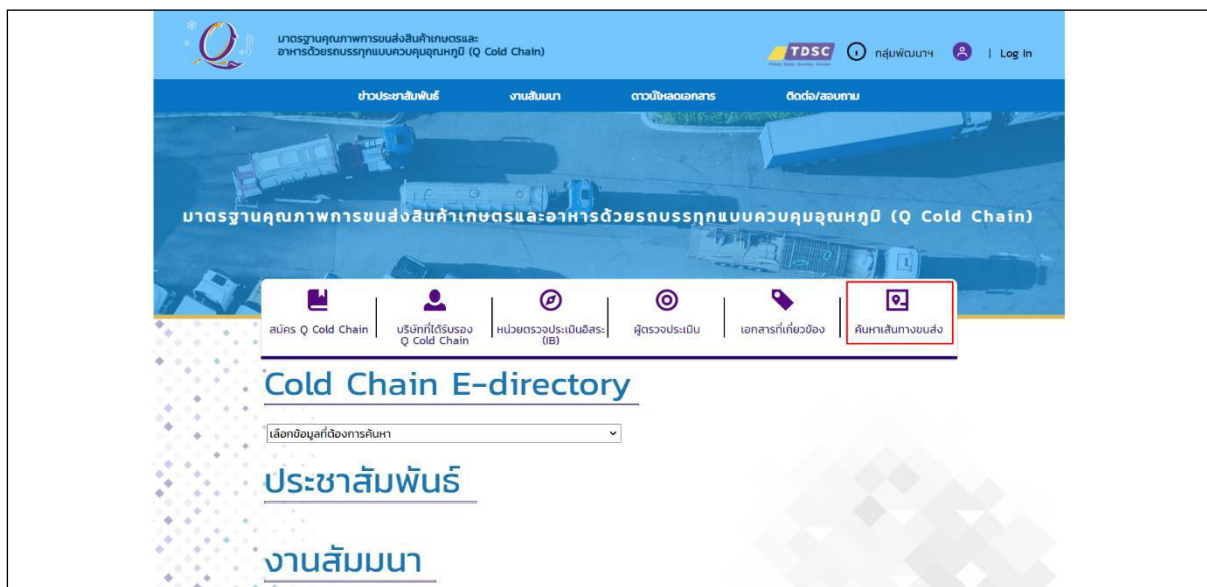 มาตรฐานคุณภาพการขนส่งสินค้าเกษตรและ
อาหารด้วยรถบรรทุกแบบควบคุมอุณหภูมิ (Q Cold Chain)
TDSC
กลุ่มพัฒนาฯ
| Log In
ข่าวประชาสัมพันธ์
งานสัมมนา
ดาวน์โหลดเอกสาร
ติดต่อ/สอบถาม
มาตรฐานคุณภาพการขนส่งสินค้าเกษตรและอาหารด้วยรถบรรทุกแบบควบคุมอุณหภูมิ (Q Cold Chain)
สมัคร Q Cold Chain
บริษัทที่ได้รับรอง
Q Cold Chain
หน่วยตรวจประเมินอิสระ
(IB)
ผู้ตรวจประเมิน
เอกสารที่เกี่ยวข้อง
ค้นหาเส้นทางขนส่ง
Cold Chain E-directory
เลือกข้อมูลที่ต้องการค้นหา
ประชาสัมพันธ์
งานสัมมนา